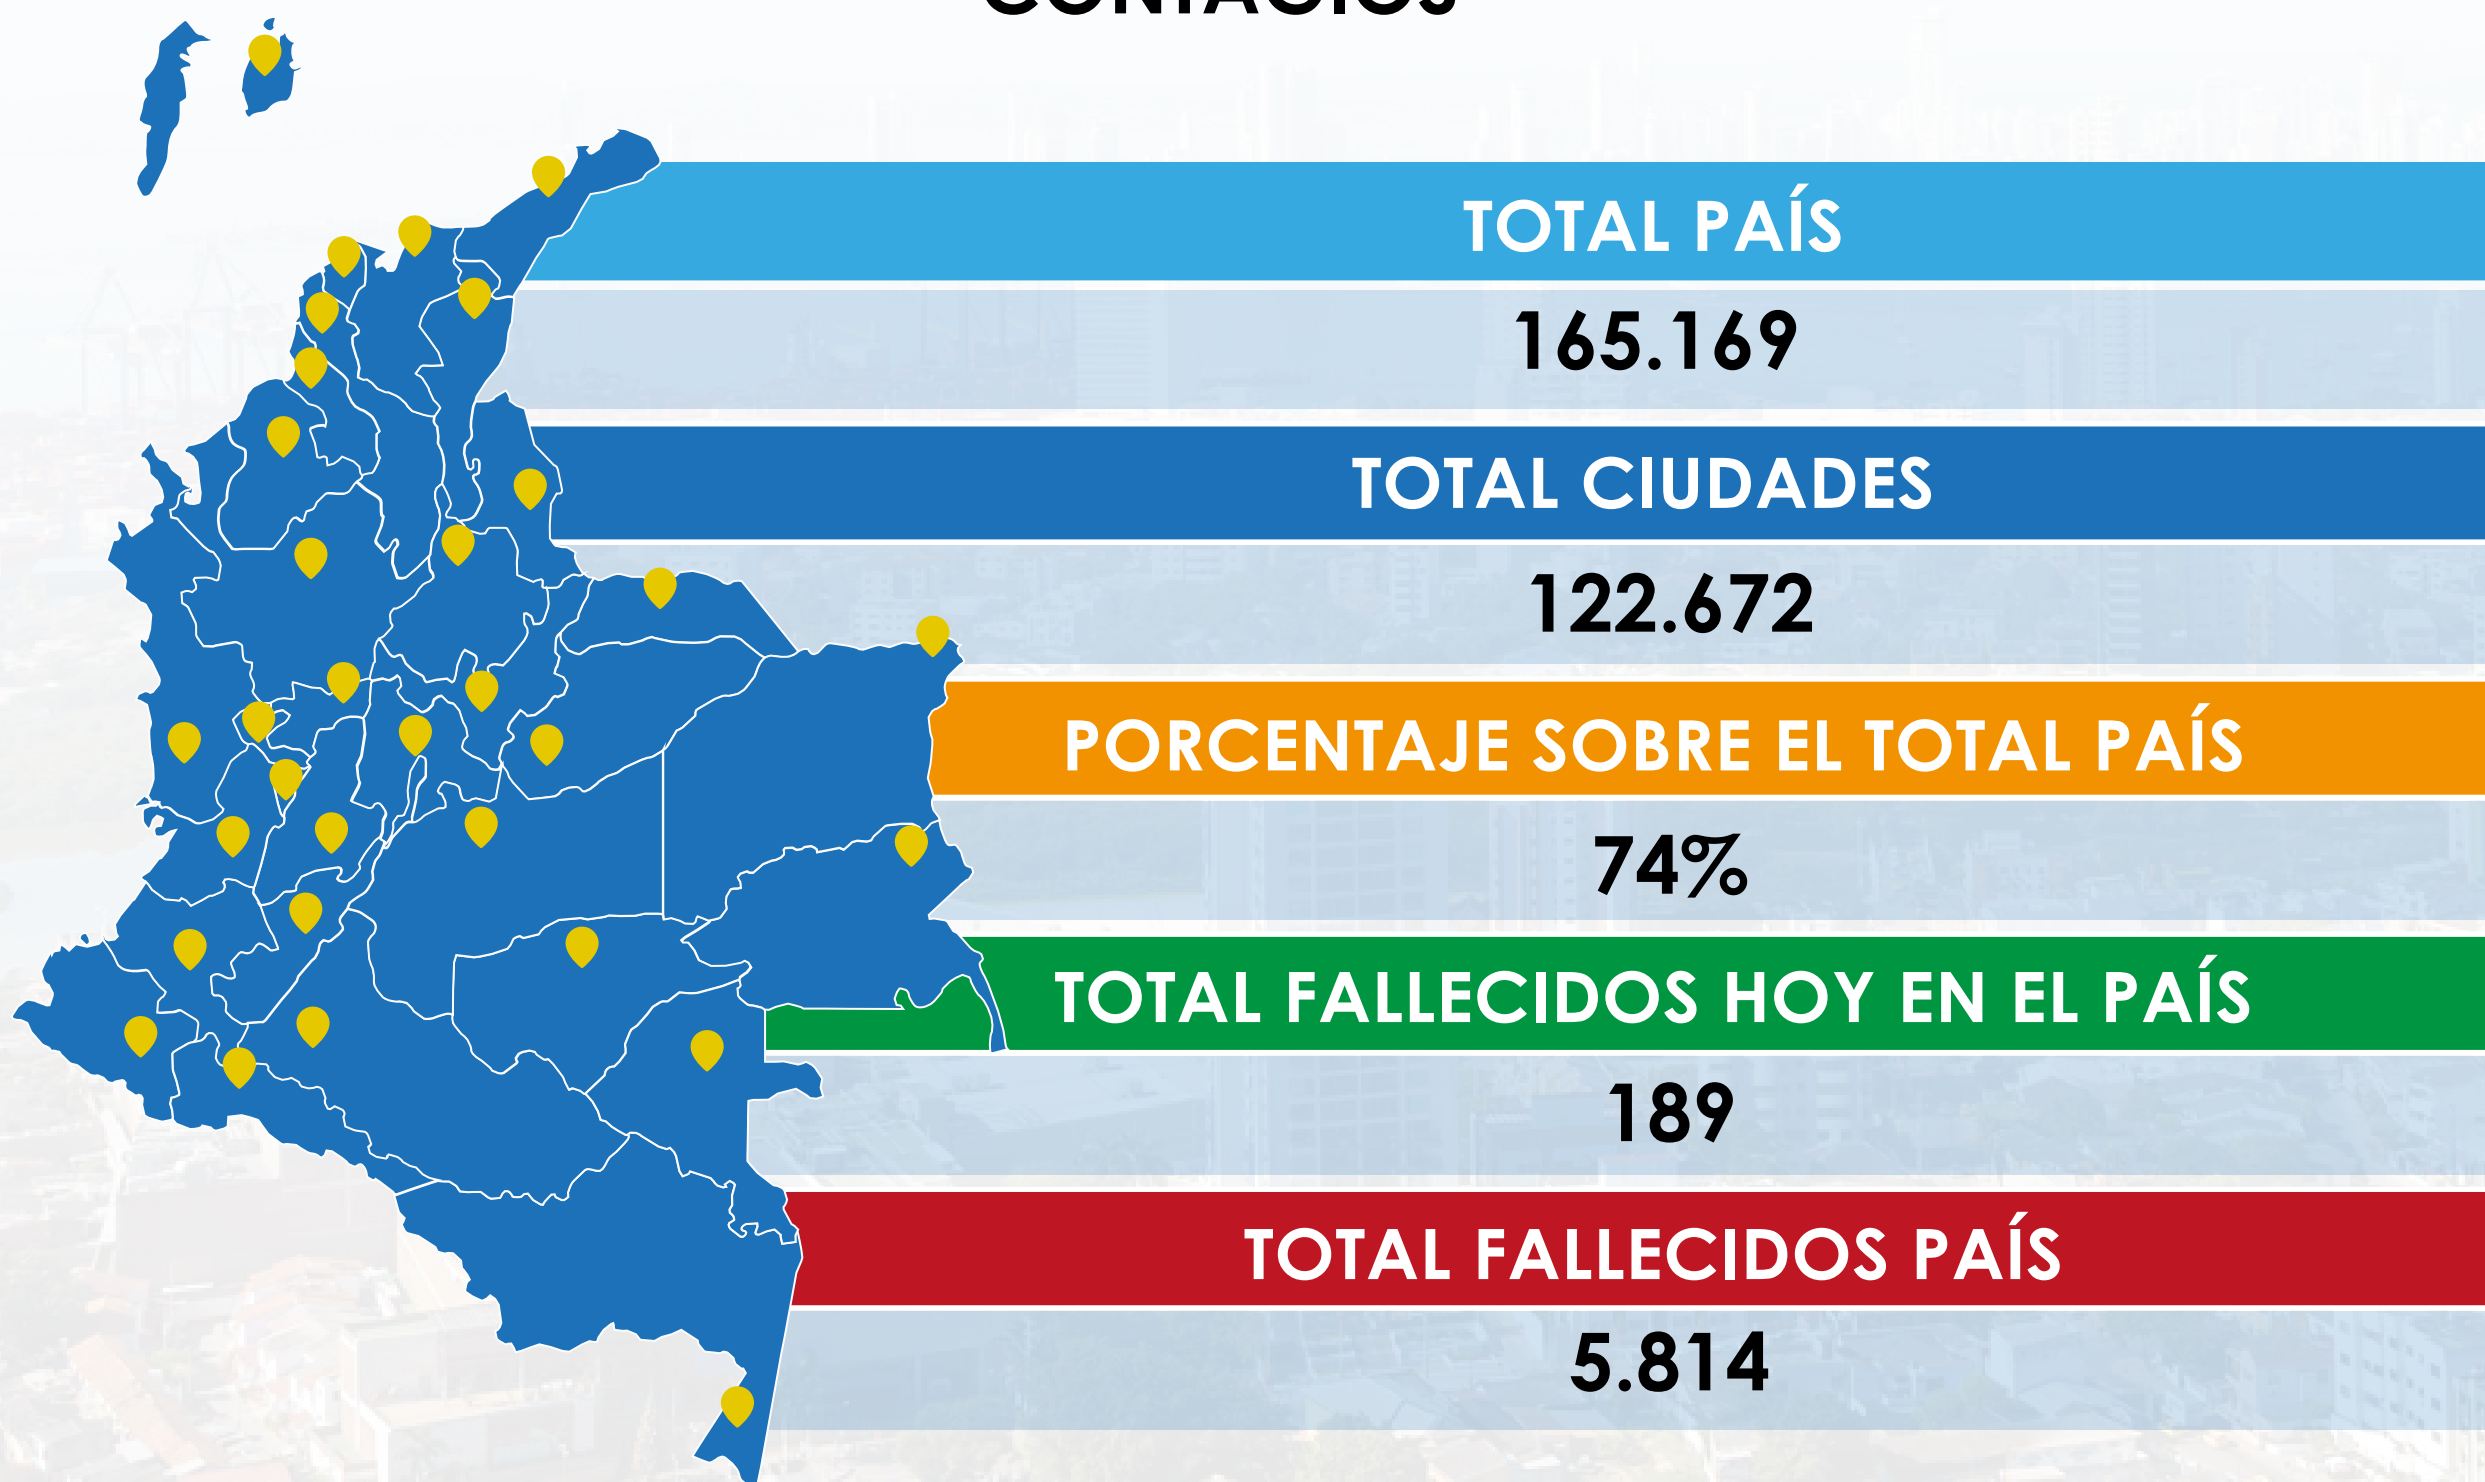 CONTAGIOS
TOTAL PAÍS
165.169
TOTAL CIUDADES
122.672
PORCENTAJE SOBRE EL TOTAL PAÍS
74%
TOTAL FALLECIDOS HOY EN EL PAÍS
189
TOTAL FALLECIDOS PAÍS
5.814